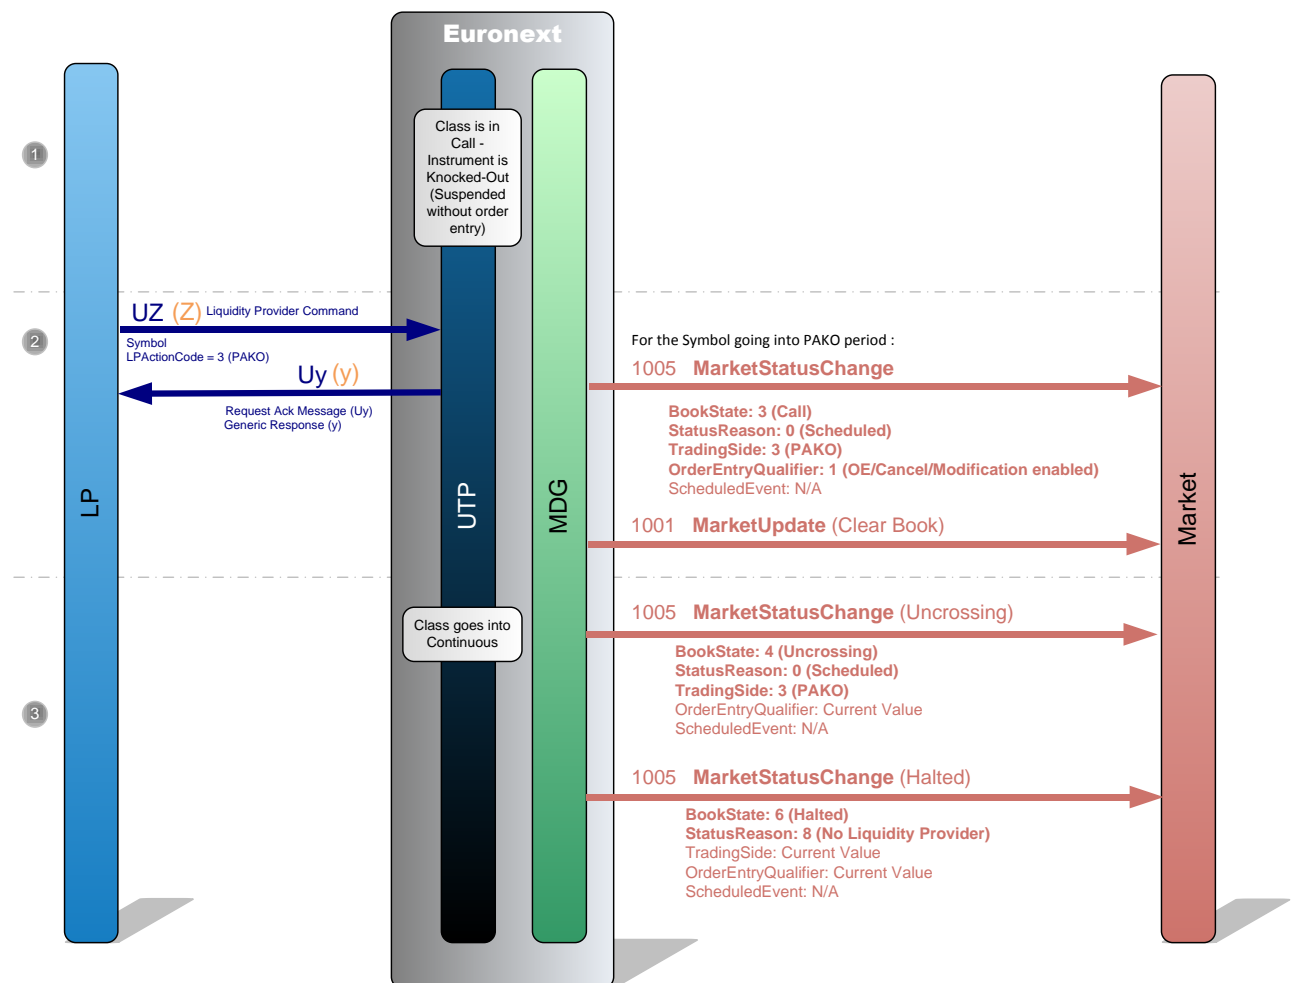 Euronext
1
Class is in
Call -
Instrument is
Knocked-Out
(Suspended
without order
entry)
2
UZ (Z) Liquidity Provider Command
Symbol
LPActionCode = 3 (PAKO)
Uy (y)
Request Ack Message (Uy)
Generic Response (y)
For the Symbol going into PAKO period :
1005 MarketStatusChange
BookState: 3 (Call)
StatusReason: 0 (Scheduled)
TradingSide: 3 (PAKO)
OrderEntryQualifier: 1 (OE/Cancel/Modification enabled)
ScheduledEvent: N/A
1001 MarketUpdate (Clear Book)
LP
UTP
MDG
Market
3
Class goes into
Continuous
1005 MarketStatusChange (Uncrossing)
BookState: 4 (Uncrossing)
StatusReason: 0 (Scheduled)
TradingSide: 3 (PAKO)
OrderEntryQualifier: Current Value
ScheduledEvent: N/A
1005 MarketStatusChange (Halted)
BookState: 6 (Halted)
StatusReason: 8 (No Liquidity Provider)
TradingSide: Current Value
OrderEntryQualifier: Current Value
ScheduledEvent: N/A